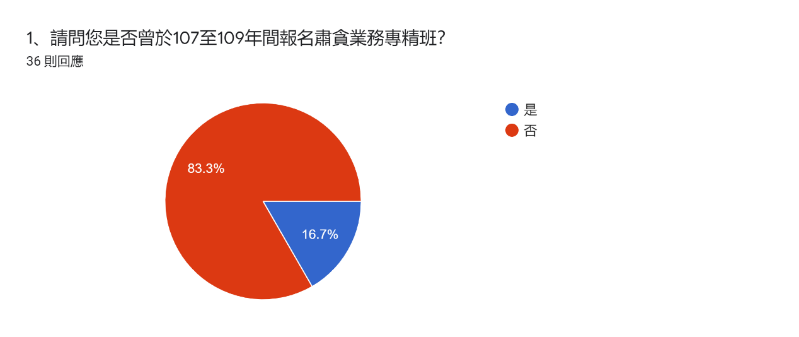 1、請問您是否曾於107至109年間報名肅貪業務專精班?
36 則回應
是
否
83.3%
16.7%